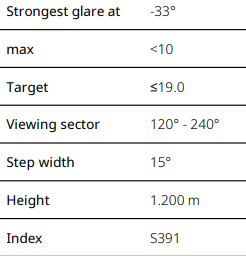 Strongest glare at -33°
max <10
Target ≤19.0
Viewing sector 120° - 240°
Step width 15°
Height 1.200 m
Index S391